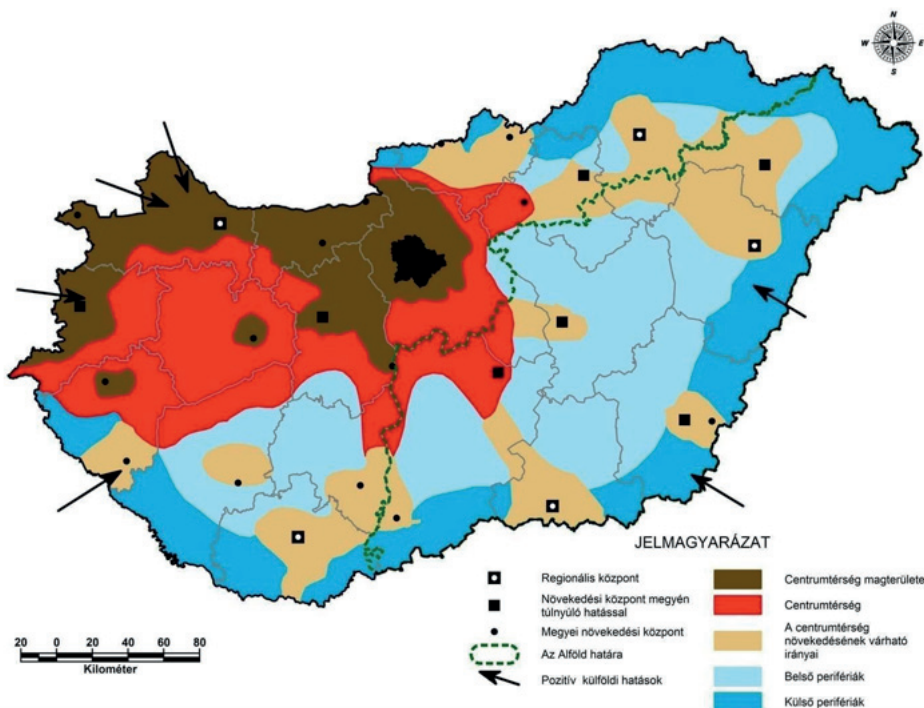 N
W E
S
JELMAGYARÁZAT
Regionális központ
Növekedési központ megyén
túlnyúló hatással
Megyei növekedési központ
Az Alföld határa
Pozitív külföldi hatások
Centrumtérség magterülete
Centrumtérség
A centrumtérség
növekedésének várható
irányai
Belső perifériák
Külső perifériák
20 0 20 40 60 80
Kilométer